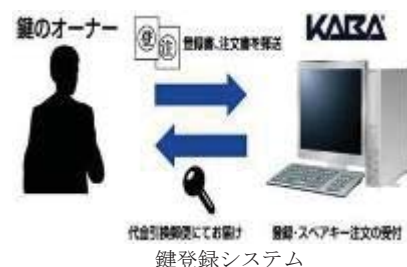 鍵のオーナー
登 注
登録書、注文書を郵送
KABA
代金引換郵便にてお届け
登録・スペアキー注文の受付
鍵登録システム